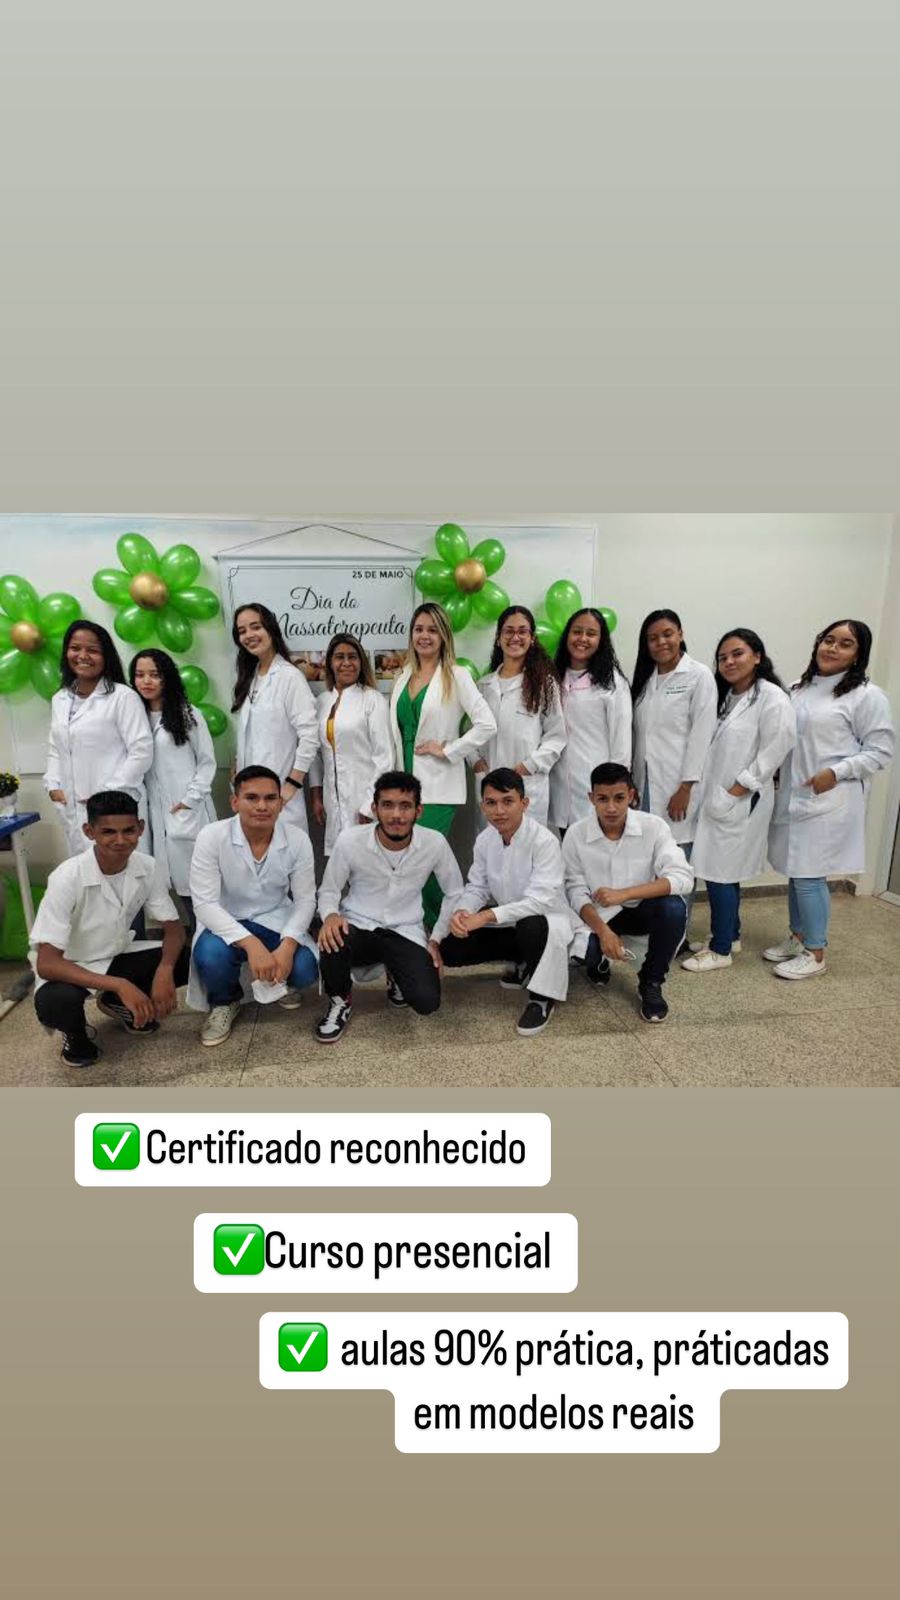 25 DE MAIO
Dia do
Massaterapeuta
✅ Certificado reconhecido
✅Curso presencial
✅ aulas 90% prática, práticadas
em modelos reais